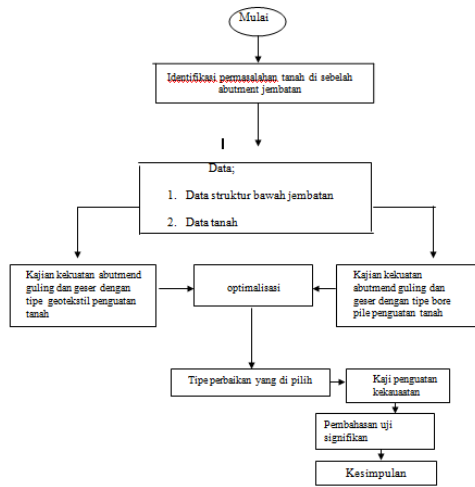 Mulai
Identifikasi permasalahan tanah di sebelah
abutment jembatan
Data;
1. Data struktur bawah jembatan
2. Data tanah
Kajian kekuatan abutmend
guling dan geser dengan
tipe geotekstil penguatan
tanah
optimalisasi
Kajian kekuatan
abutmend guling dan
geser dengan tipe bore
pile penguatan tanah
Tipe perbaikan yang di pilih
Kaji penguatan
kekauaatan
Pembahasan uji
signifikan
Kesimpulan